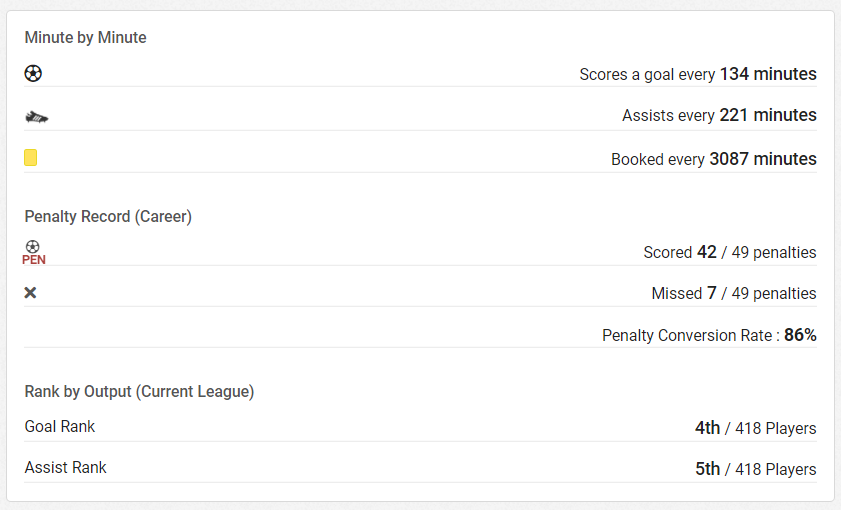 Minute by Minute
Scores a goal every 134 minutes
Assists every 221 minutes
Booked every 3087 minutes
Penalty Record (Career)
PEN
Scored 42 / 49 penalties
Missed 7 / 49 penalties
Penalty Conversion Rate : 86%
Rank by Output (Current League)
Goal Rank 4th / 418 Players
Assist Rank 5th / 418 Players